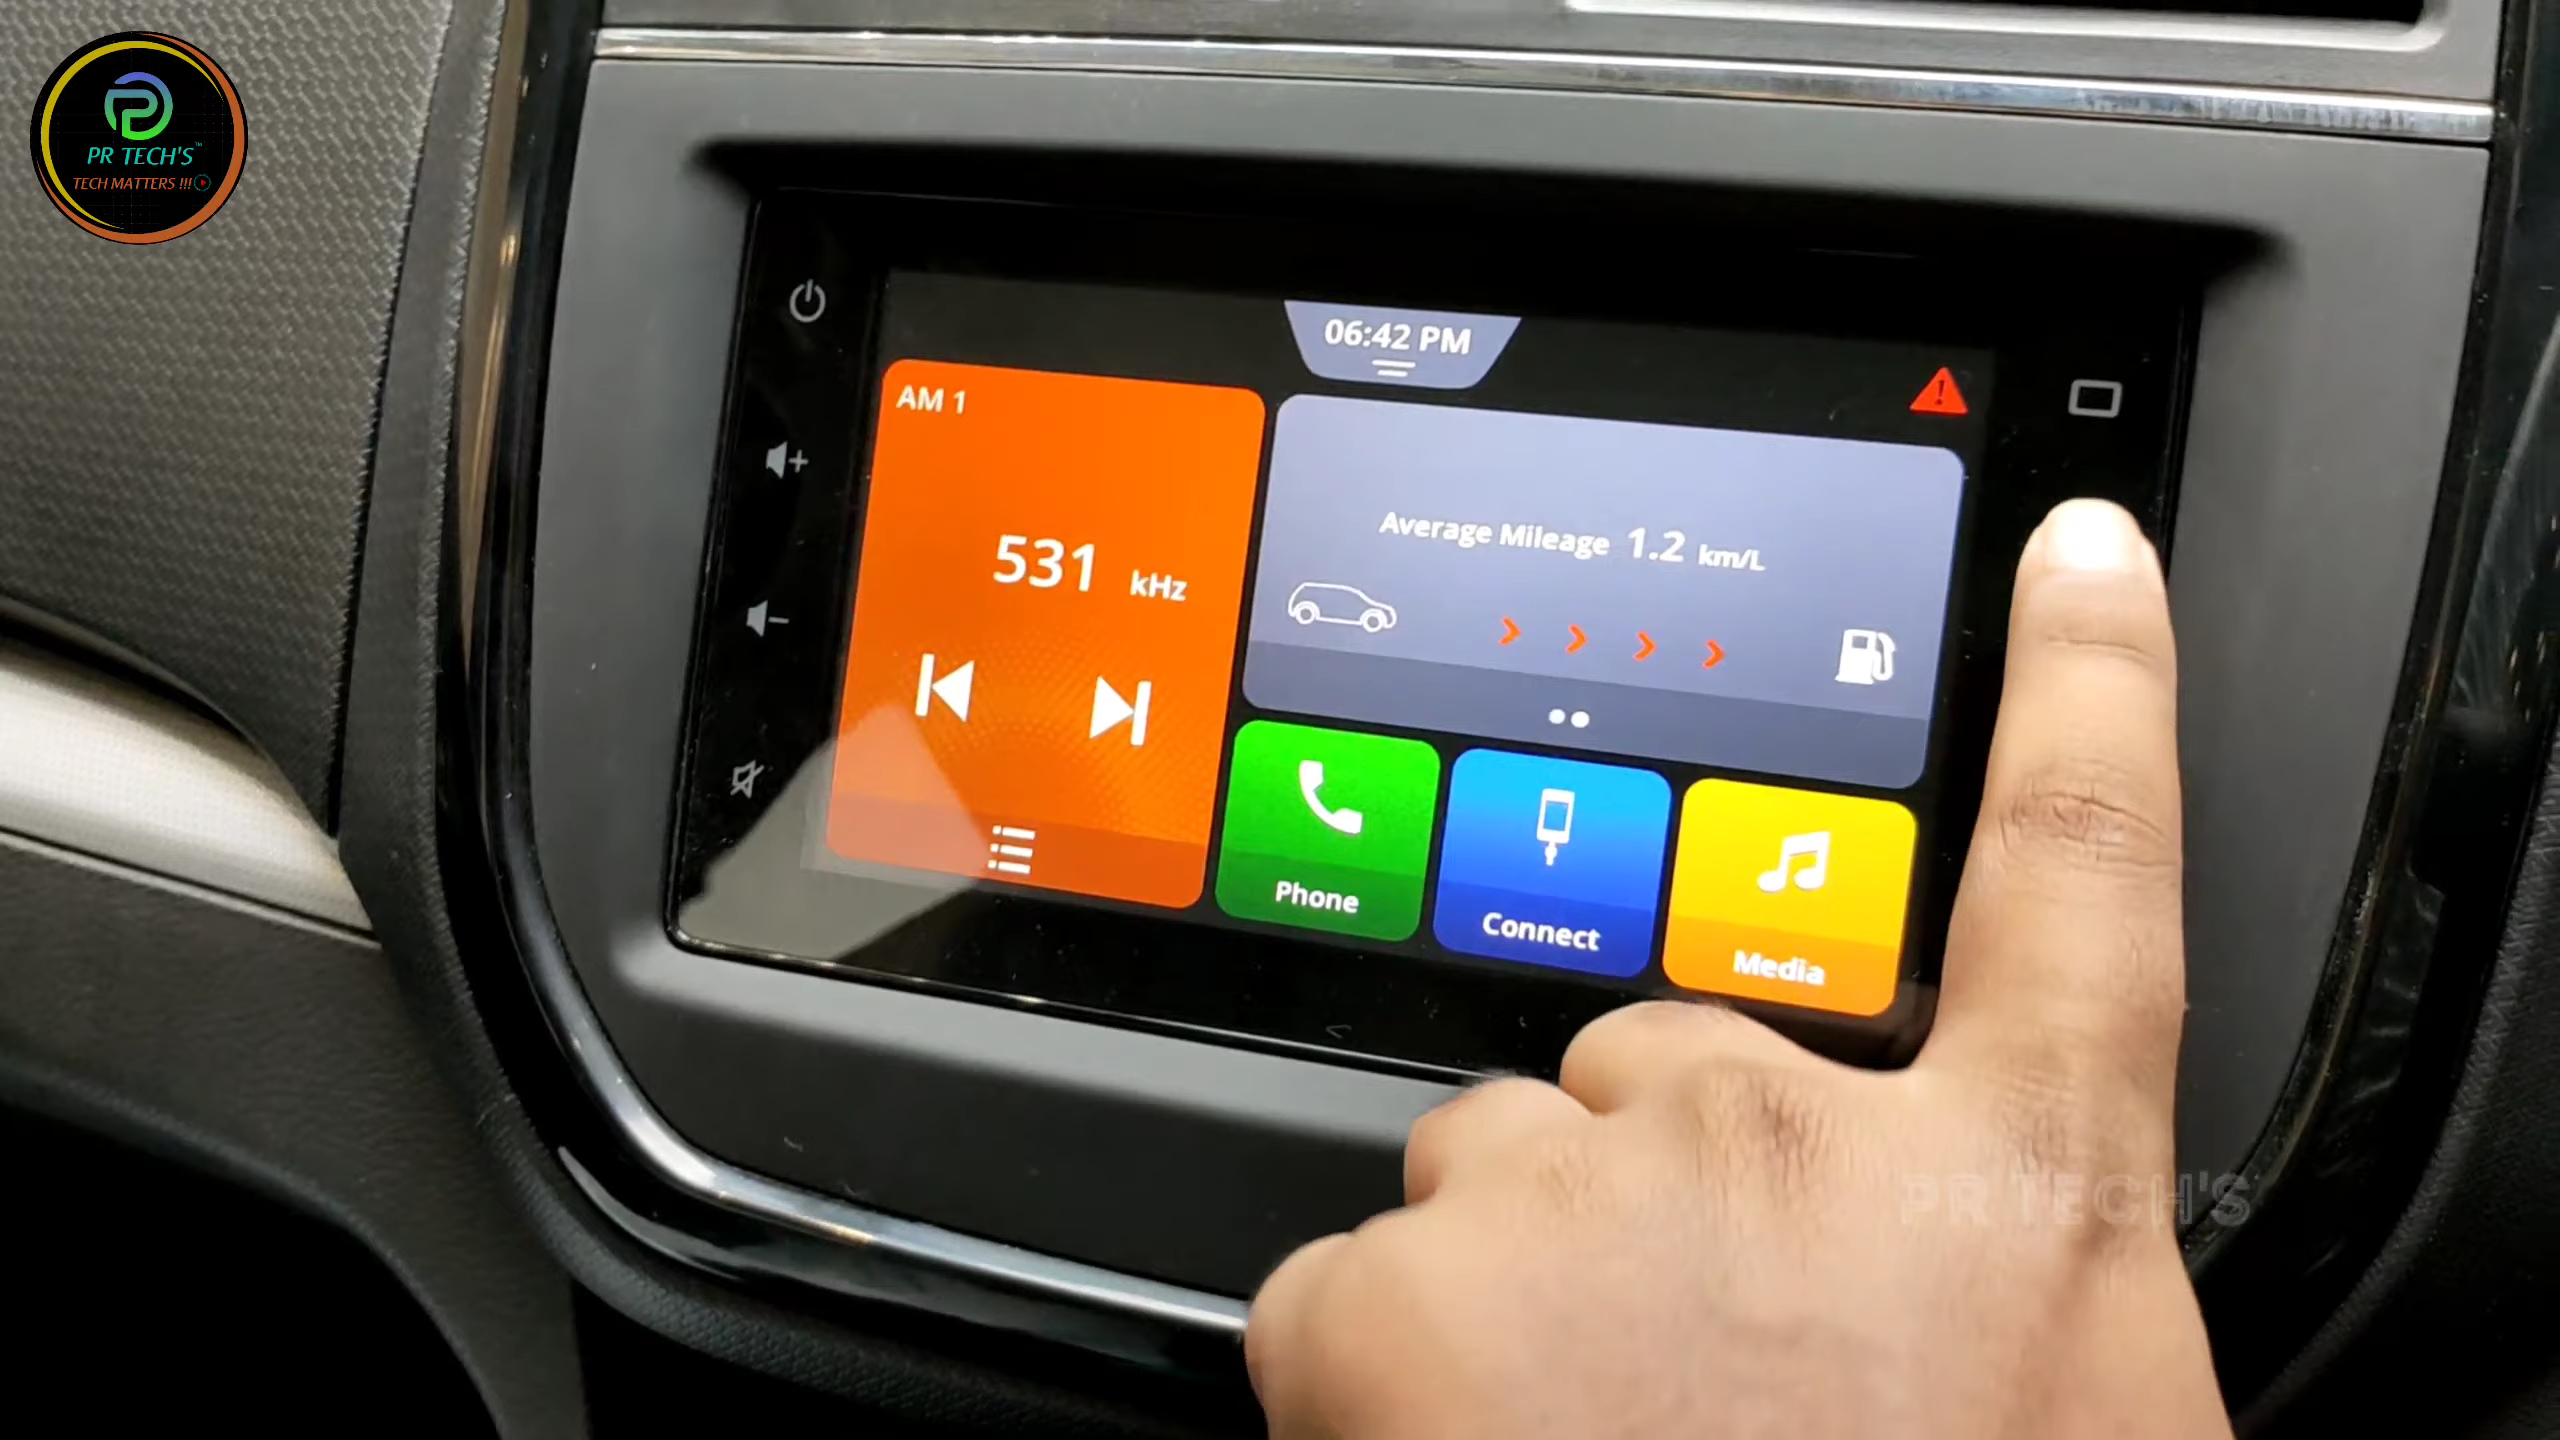 PR TECH'S™
TECH MATTERS !!!
06:42 PM
AM 1
531 kHz
Average Mileage 1.2 km/L
Phone
Connect
Media
PR TECH'S